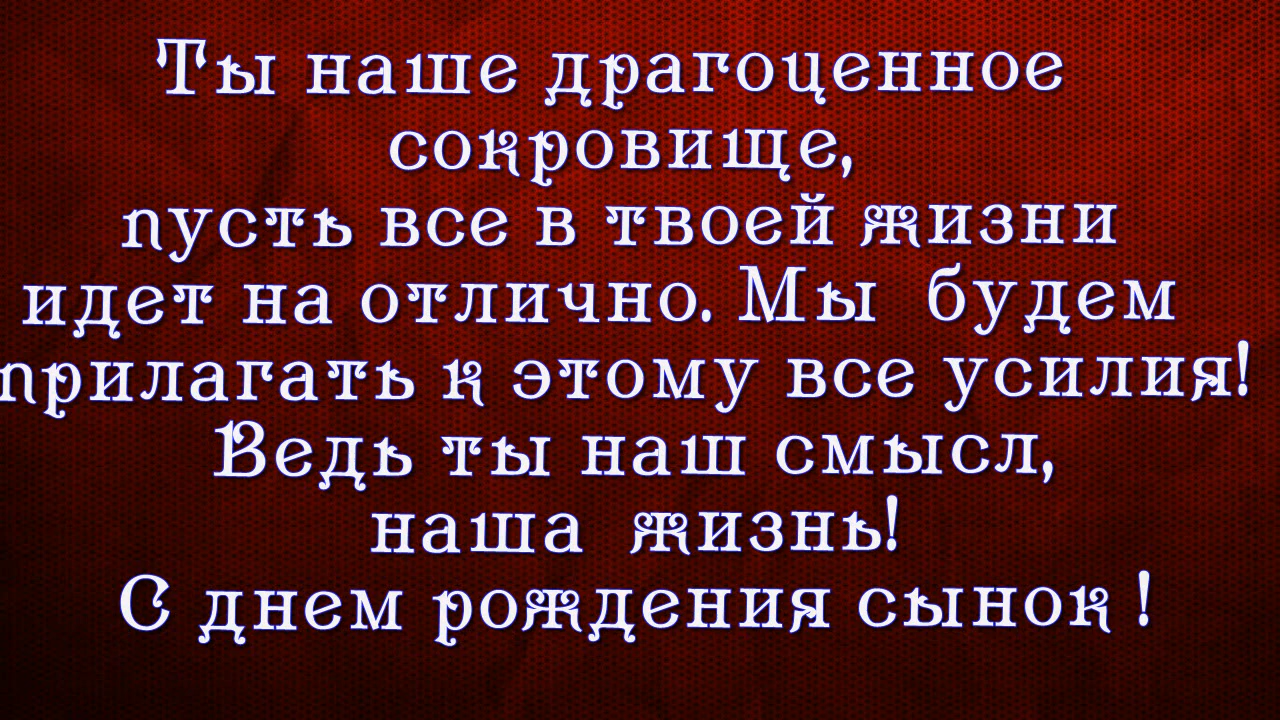 Ты наше драгоценное
сокровище,
пусть все в твоей жизни
идет на отлично. Мы будем
прилагать к этому все усилия!
Ведь ты наш смысл,
наша жизнь!
С днем рождения сынок !